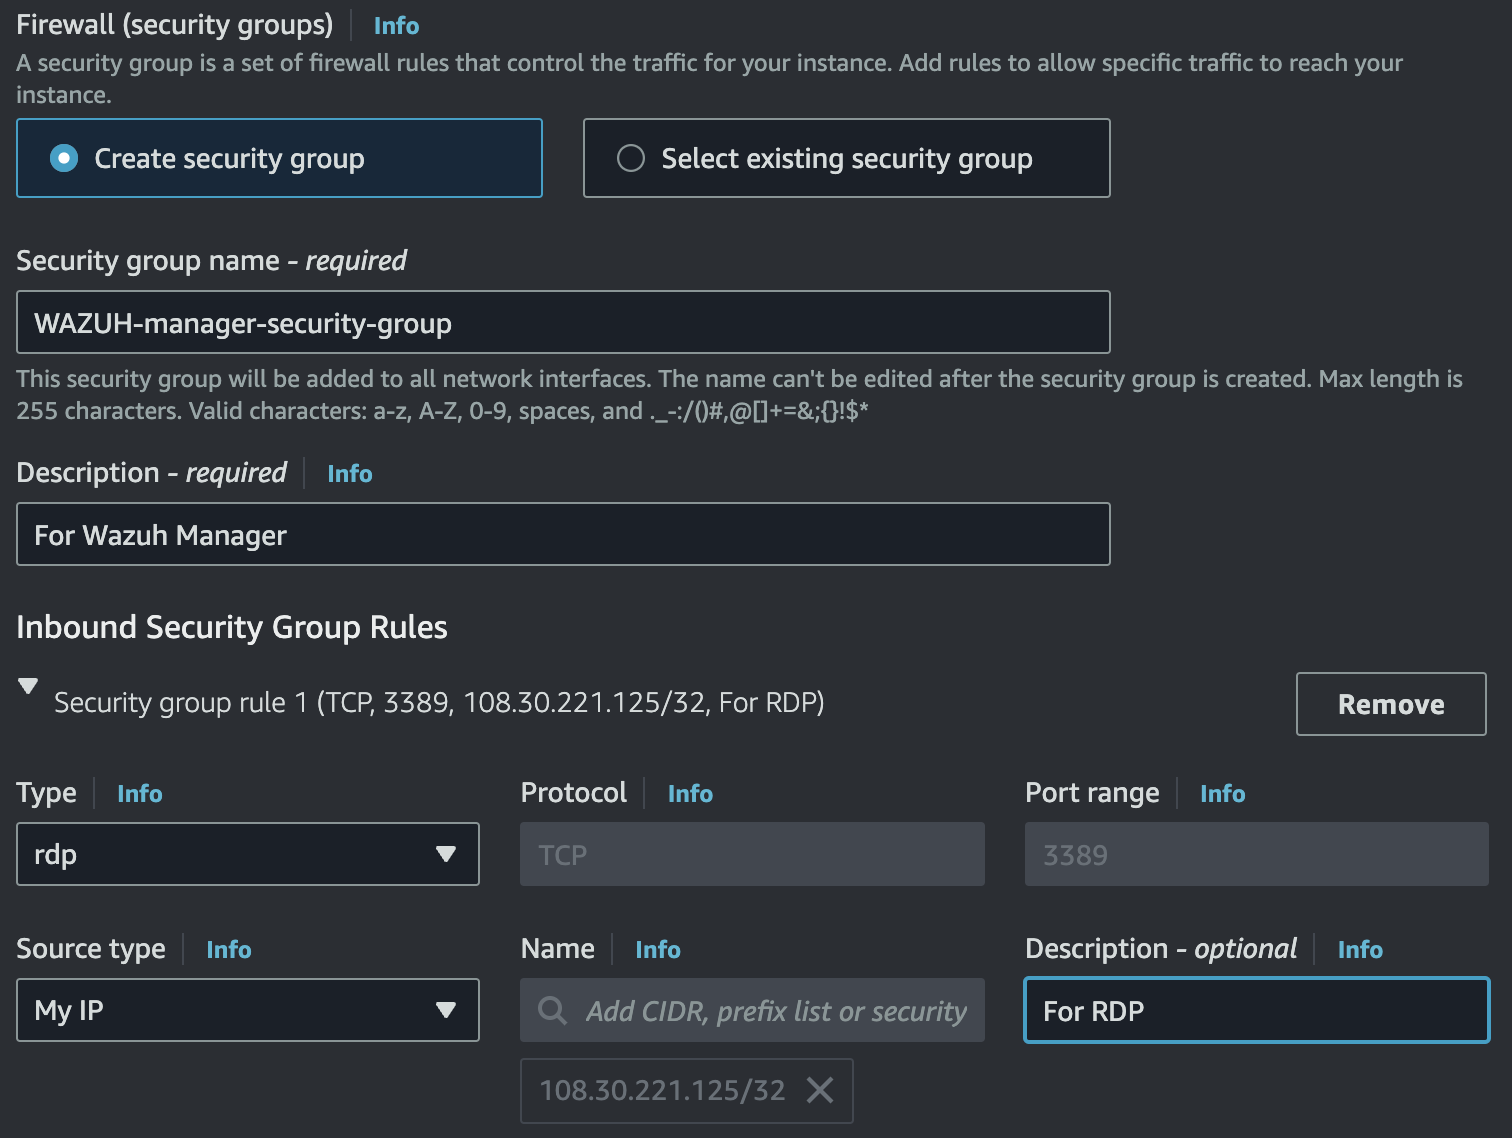 Firewall (security groups) Info
A security group is a set of firewall rules that control the traffic for your instance. Add rules to allow specific traffic to reach your
instance.
Create security group
Select existing security group
Security group name - required
WAZUH-manager-security-group
This security group will be added to all network interfaces. The name can't be edited after the security group is created. Max length is
255 characters. Valid characters: a-z, A-Z, 0-9, spaces, and ._-:/()#,@[]+=&;{}!$*
Description - required Info
For Wazuh Manager
Inbound Security Group Rules
Security group rule 1 (TCP, 3389, 108.30.221.125/32, For RDP)
Remove
Type Info
Protocol Info
Port range Info
rdp
TCP
3389
Source type Info
Name Info
Description - optional Info
My IP
Add CIDR, prefix list or security
For RDP
108.30.221.125/32